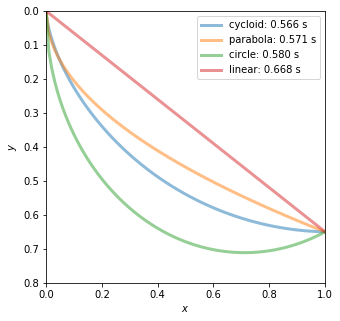 cycloid: 0.566 s
parabola: 0.571 s
circle: 0.580 s
linear: 0.668 s
0.0
0.1
0.2
0.3
0.4
0.5
0.6
0.7
0.8
y
0.0 0.2 0.4 0.6 0.8 1.0
x